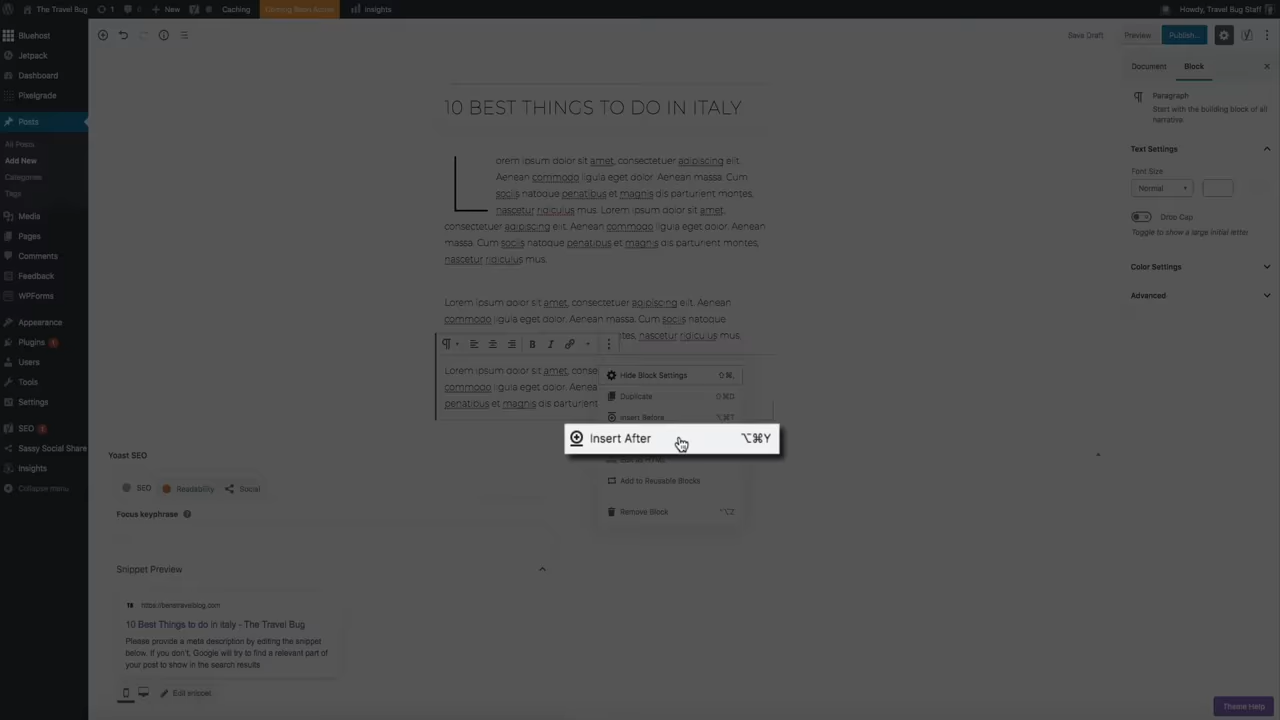 The Travel Bug
1
0
New
8
Caching
Insights
Howdy, Travel Bug Staff
Bluehost
Jetpack
Dashboard
Pixelgrade
Posts
All Posts
Add New
Categories
Tags
Media
Pages
Comments
Feedback
WPForms
Appearance
Plugins 1
Users
Tools
Settings
SEO
Sassy Social Share
Insights
Collapse menu
Save Draft
Preview
Publish...
Document
Block
Paragraph
Start with the building block of all
narrative.
Text Settings
Font Size
Normal
Drop Cap
Toggle to show a large initial letter.
Color Settings
Advanced
10 BEST THINGS TO DO IN ITALY
Lorem ipsum dolor sit amet, consectetuer adipiscing elit.
Aenean commodo ligula eget dolor. Aenean massa. Cum
sociis natoque penatibus et magnis dis parturient montes,
nascetur ridiculus mus. Lorem ipsum dolor sit amet,
consectetuer adipiscing elit. Aenean commodo ligula eget dolor. Aenean
massa. Cum sociis natoque penatibus et magnis dis parturient montes,
nascetur ridiculus mus.
Lorem ipsum dolor sit amet, consectetuer adipiscing elit. Aenean
commodo ligula eget dolor. Aenean massa. Cum sociis natoque
tes, nascetur ridiculus mus.
B I
Lorem ipsum dolor sit amet, conse
commodo ligula eget dolor. Aenea
penatibus et magnis dis parturient
Hide Block Settings ⇧⌘,
Duplicate ⇧⌘D
Insert Before ⌥⌘T
Insert After ⌥⌘Y
Add to Reusable Blocks
Remove Block ^⌥Z
Yoast SEO
SEO
Readability
Social
Focus keyphrase
Snippet Preview
https://benstravelblog.com
10 Best Things to do in Italy - The Travel Bug
Please provide a meta description by editing the snippet
below. If you don't, Google will try to find a relevant part of
your post to show in the search results
Edit snippet
Theme Help